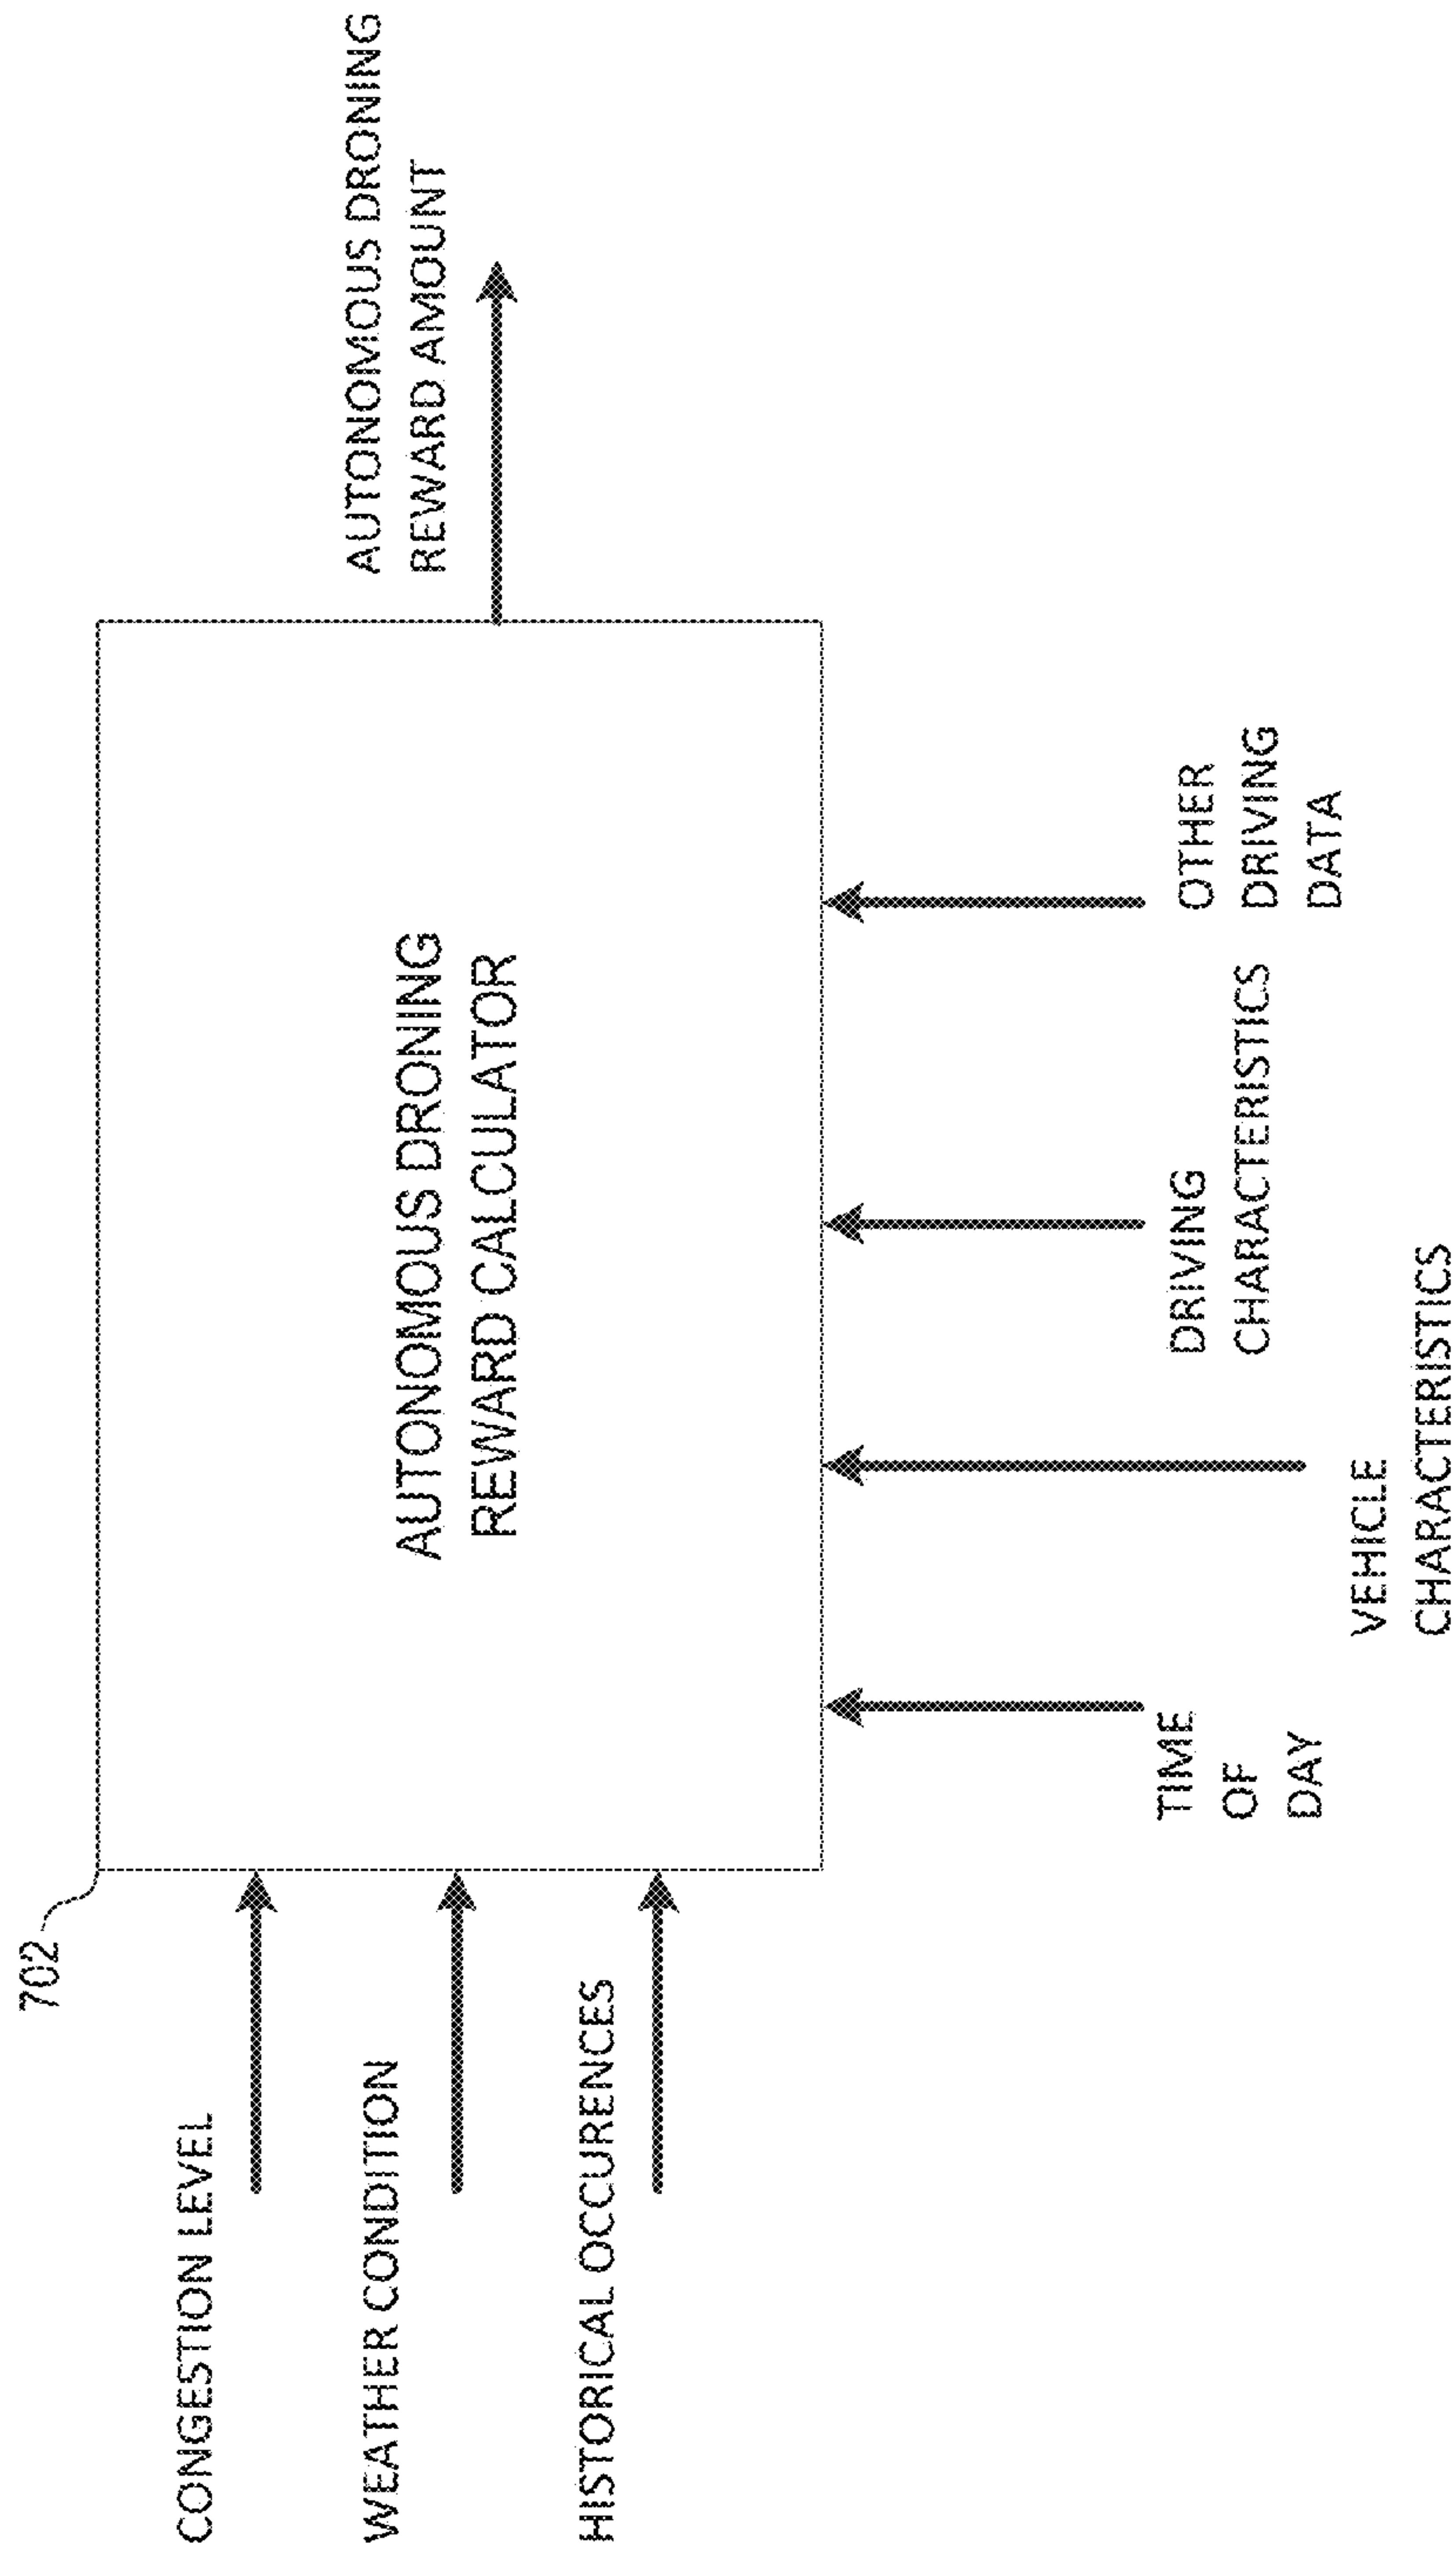 702
CONGESTION LEVEL
WEATHER CONDITION
HISTORICAL OCCURENCES
AUTONOMOUS DRONING
REWARD CALCULATOR
AUTONOMOUS DRONING
REWARD AMOUNT
TIME
OF
DAY
VEHICLE
CHARACTERISTICS
DRIVING
CHARACTERISTICS
OTHER
DRIVING
DATA